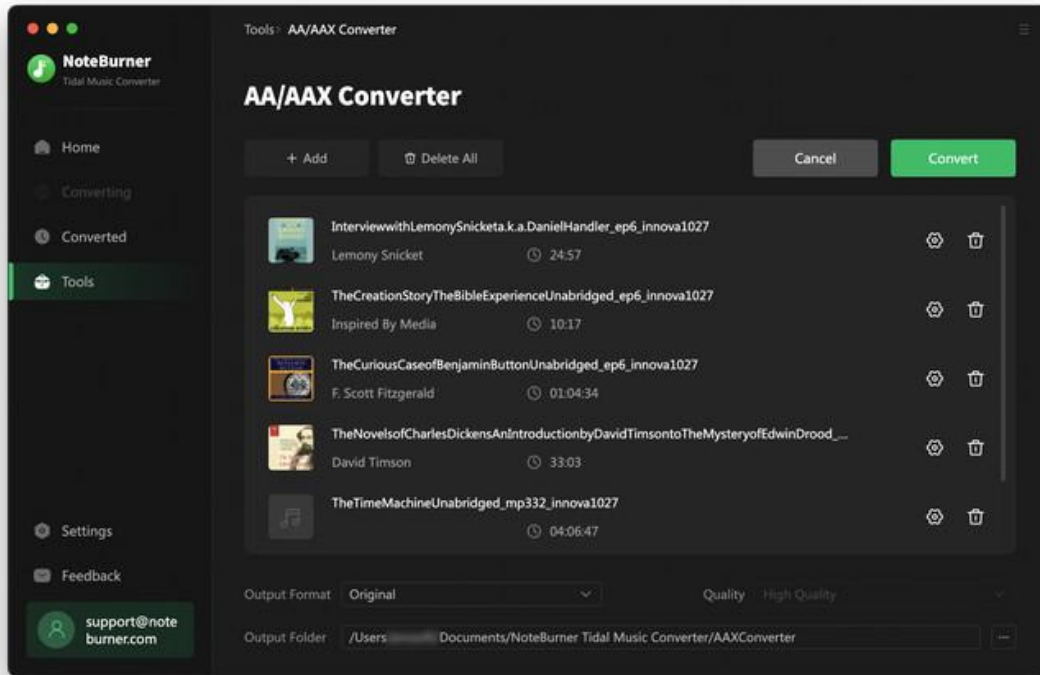 NoteBurner
Tidal Music Converter
Home
Converting
Converted
Tools
Settings
Feedback
support@note
burner.com
Tools› AA/AAX Converter
AA/AAX Converter
+ Add
Delete All
Cancel
Convert
InterviewwithLemonySnicketa.k.a.DanielHandler_ep6_innova1027
Lemony Snicket 24:57
TheCreationStoryTheBibleExperienceUnabridged_ep6_innova1027
Inspired By Media 10:17
TheCuriousCaseofBenjaminButtonUnabridged_ep6_innova1027
F. Scott Fitzgerald 01:04:34
TheNovelsofCharlesDickensAnIntroductionbyDavidTimsontoTheMysteryofEdwinDrood_...
David Timson 33:03
TheTimeMachineUnabridged_mp332_innova1027
04:06:47
Output Format Original Quality High Quality
Output Folder /Users Documents/NoteBurner Tidal Music Converter/AAXConverter ...